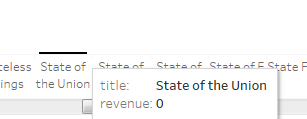 celess State of State of State of State of F State F
ings the Union
title: State of the Union
revenue: 0